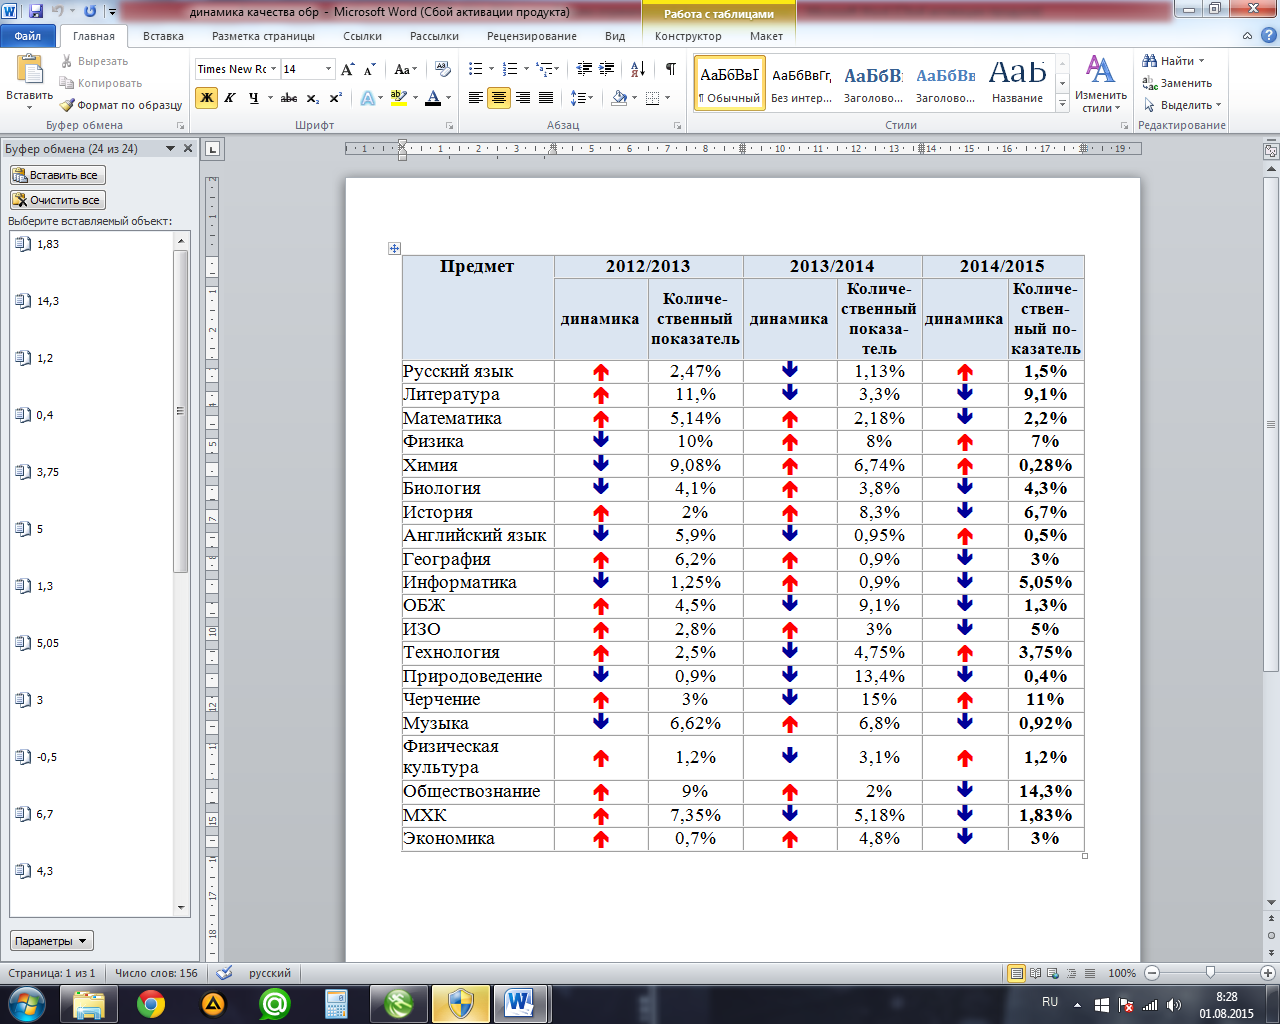 динамика качества обр - Microsoft Word (Сбой активации продукта)
Работа с таблицами
Файл Главная Вставка Разметка страницы Ссылки Рассылки Рецензирование Вид Конструктор Макет
Вставить
Вырезать
Копировать
Формат по образцу
Буфер обмена
Times New Rc 14
Шрифт
Абзац
АаБбВвI АаБбВвГг, АаБбВ: АаБбВв АаБ
¶ Обычный Без интер... Заголово... Заголово... Название
Изменить стили
Стили
Найти
Заменить
Выделить
Редактирование
Буфер обмена (24 из 24)
Вставить все
Очистить все
Выберите вставляемый объект:
1,83
14,3
1,2
0,4
3,75
5
1,3
5,05
3
-0,5
6,7
4,3
Параметры
Предмет 2012/2013 2013/2014 2014/2015
динамика Количе-ственный показатель динамика Количе-ственный показа-тель динамика Количе-ствен-ный по-казатель
Русский язык 🡹 2,47% 🡻 1,13% 🡹 1,5%
Литература 🡹 11,% 🡻 3,3% 🡻 9,1%
Математика 🡹 5,14% 🡹 2,18% 🡻 2,2%
Физика 🡻 10% 🡹 8% 🡹 7%
Химия 🡻 9,08% 🡹 6,74% 🡹 0,28%
Биология 🡻 4,1% 🡹 3,8% 🡻 4,3%
История 🡹 2% 🡹 8,3% 🡻 6,7%
Английский язык 🡻 5,9% 🡻 0,95% 🡹 0,5%
География 🡹 6,2% 🡹 0,9% 🡻 3%
Информатика 🡻 1,25% 🡹 0,9% 🡻 5,05%
ОБЖ 🡹 4,5% 🡻 9,1% 🡻 1,3%
ИЗО 🡹 2,8% 🡹 3% 🡻 5%
Технология 🡹 2,5% 🡻 4,75% 🡹 3,75%
Природоведение 🡻 0,9% 🡻 13,4% 🡻 0,4%
Черчение 🡹 3% 🡻 15% 🡹 11%
Музыка 🡻 6,62% 🡹 6,8% 🡻 0,92%
Физическая
культура 🡹 1,2% 🡻 3,1% 🡹 1,2%
Обществознание 🡹 9% 🡹 2% 🡻 14,3%
МХК 🡹 7,35% 🡻 5,18% 🡻 1,83%
Экономика 🡹 0,7% 🡹 4,8% 🡻 3%
Страница: 1 из 1 Число слов: 156 русский 100%
RU 8:28
01.08.2015